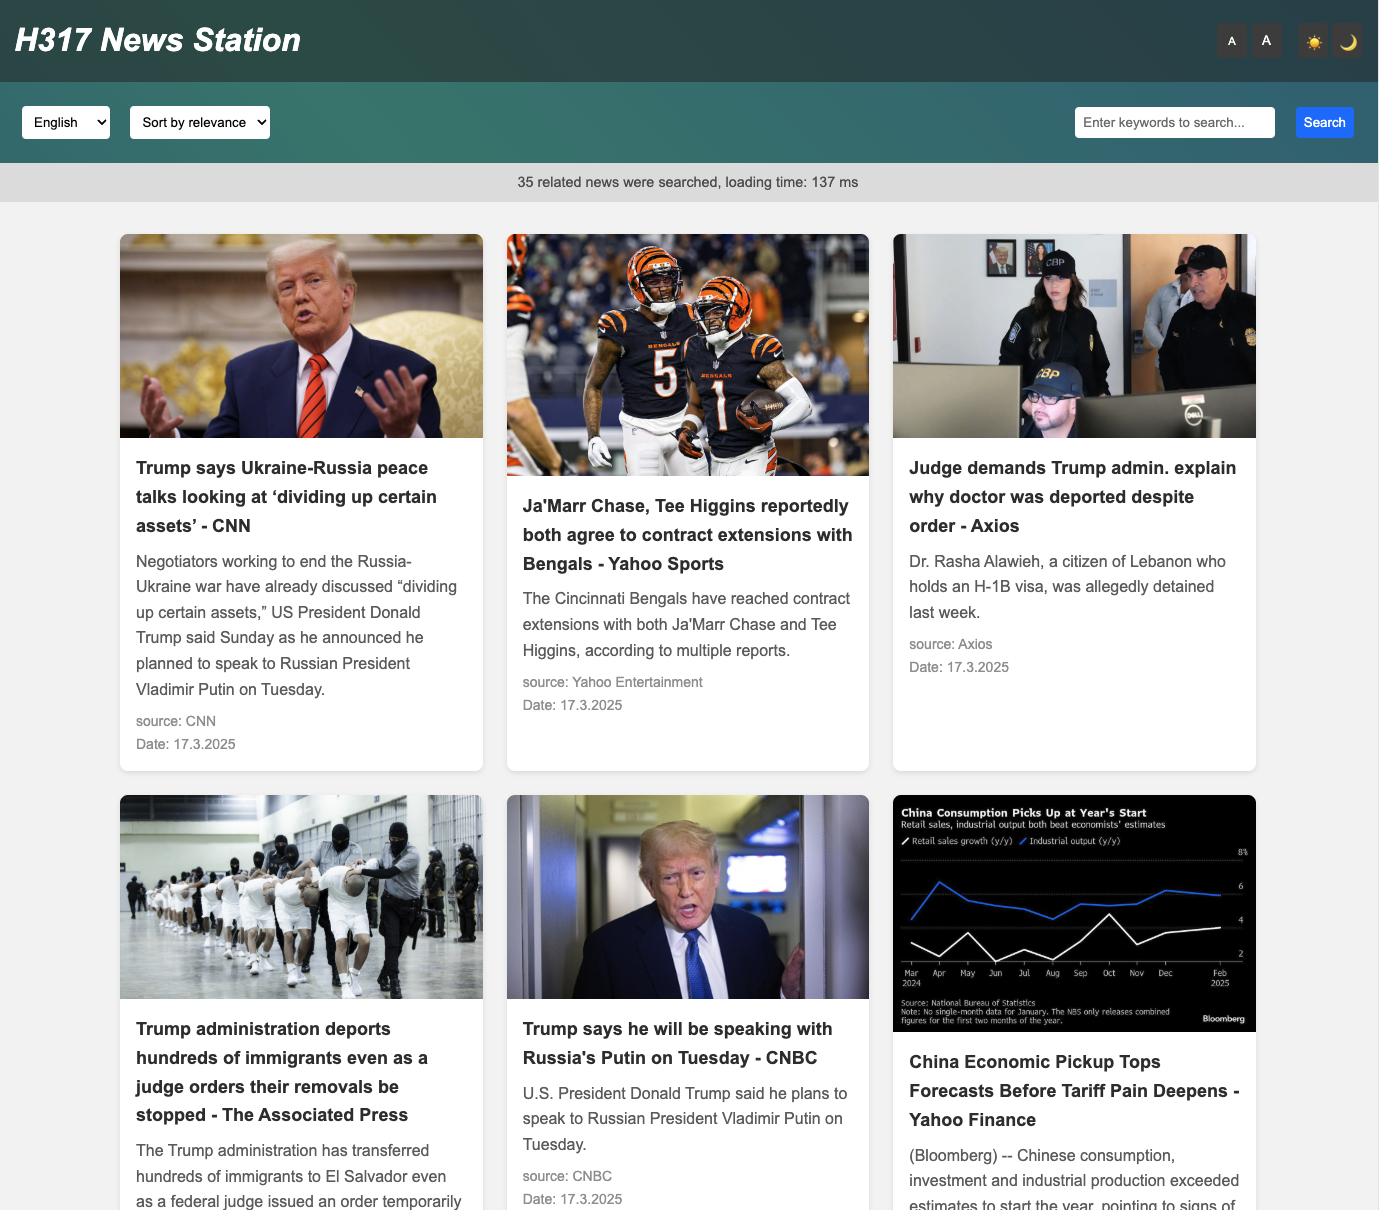 H317 News Station
A A
English
Sort by relevance
Enter keywords to search...
Search
35 related news were searched, loading time: 137 ms
Trump says Ukraine-Russia peace
talks looking at ‘dividing up certain
assets’ - CNN
Negotiators working to end the Russia-
Ukraine war have already discussed “dividing
up certain assets,” US President Donald
Trump said Sunday as he announced he
planned to speak to Russian President
Vladimir Putin on Tuesday.
source: CNN
Date: 17.3.2025
BENGALS
5
BENGALS
1
Ja'Marr Chase, Tee Higgins reportedly
both agree to contract extensions with
Bengals - Yahoo Sports
The Cincinnati Bengals have reached contract
extensions with both Ja'Marr Chase and Tee
Higgins, according to multiple reports.
source: Yahoo Entertainment
Date: 17.3.2025
CBP
CBP
DELL
Judge demands Trump admin. explain
why doctor was deported despite
order - Axios
Dr. Rasha Alawieh, a citizen of Lebanon who
holds an H-1B visa, was allegedly detained
last week.
source: Axios
Date: 17.3.2025
Trump administration deports
hundreds of immigrants even as a
judge orders their removals be
stopped - The Associated Press
The Trump administration has transferred
hundreds of immigrants to El Salvador even
as a federal judge issued an order temporarily
Trump says he will be speaking with
Russia's Putin on Tuesday - CNBC
U.S. President Donald Trump said he plans to
speak to Russian President Vladimir Putin on
Tuesday.
source: CNBC
Date: 17.3.2025
China Consumption Picks Up at Year's Start
Retail sales, industrial output both beat economists' estimates
Retail sales growth (y/y) Industrial output (y/y)
8%
6
4
2
Mar Apr May Jun Jul Aug Sep Oct Nov Dec Feb
2024 2025
Source: National Bureau of Statistics
Note: No single-month data for January. The NBS only releases combined
figures for the first two months of the year.
Bloomberg
China Economic Pickup Tops
Forecasts Before Tariff Pain Deepens -
Yahoo Finance
(Bloomberg) -- Chinese consumption,
investment and industrial production exceeded
estimates to start the year, pointing to signs of